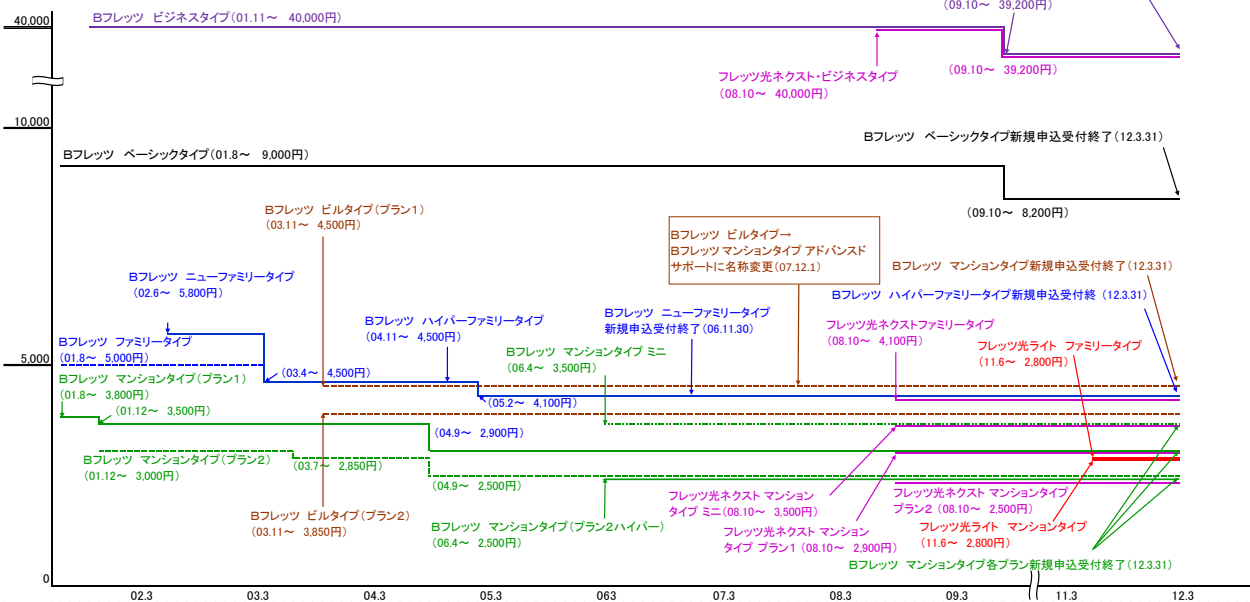 (09.10～ 39,200円)
Bフレッツ ビジネスタイプ(01.11～ 40,000円)
40,000
フレッツ光ネクスト・ビジネスタイプ
(08.10～ 40,000円)
(09.10～ 39,200円)
10,000
Bフレッツ ベーシックタイプ新規申込受付終了(12.3.31)
Bフレッツ ベーシックタイプ(01.8～ 9,000円)
(09.10～ 8,200円)
Bフレッツ ビルタイプ(プラン1)
(03.11～ 4,500円)
Bフレッツ ビルタイプ→
Bフレッツ マンションタイプ アドバンスド
サポートに名称変更(07.12.1)
Bフレッツ マンションタイプ新規申込受付終了(12.3.31)
Bフレッツ ニューファミリータイプ
(02.6～ 5,800円)
Bフレッツ ハイパーファミリータイプ新規申込受付終 (12.3.31)
Bフレッツ ハイパーファミリータイプ
(04.11～ 4,500円)
Bフレッツ ニューファミリータイプ
新規申込受付終了(06.11.30)
フレッツ光ネクストファミリータイプ
(08.10～ 4,100円)
Bフレッツ ファミリータイプ
(01.8～ 5,000円)
5,000
Bフレッツ マンションタイプ ミニ
(06.4～ 3,500円)
フレッツ光ライト ファミリータイプ
(11.6～ 2,800円)
(03.4～ 4,500円)
Bフレッツ マンションタイプ(プラン1)
(01.8～ 3,800円)
(01.12～ 3,500円)
(05.2～ 4,100円)
(04.9～ 2,900円)
Bフレッツ マンションタイプ(プラン2)
(01.12～ 3,000円)
(03.7～ 2,850円)
(04.9～ 2,500円)
フレッツ光ネクスト マンション
タイプ ミニ(08.10～ 3,500円)
フレッツ光ネクスト マンションタイプ
プラン2 (08.10～ 2,500円)
Bフレッツ ビルタイプ(プラン2)
(03.11～ 3,850円)
Bフレッツ マンションタイプ(プラン2ハイパー)
(06.4～ 2,500円)
フレッツ光ネクスト マンション
タイプ プラン1 (08.10～ 2,900円)
フレッツ光ライト マンションタイプ
(11.6～ 2,800円)
Bフレッツ マンションタイプ各プラン新規申込受付終了(12.3.31)
0
02.3 03.3 04.3 05.3 063 07.3 08.3 09.3 11.3 12.3